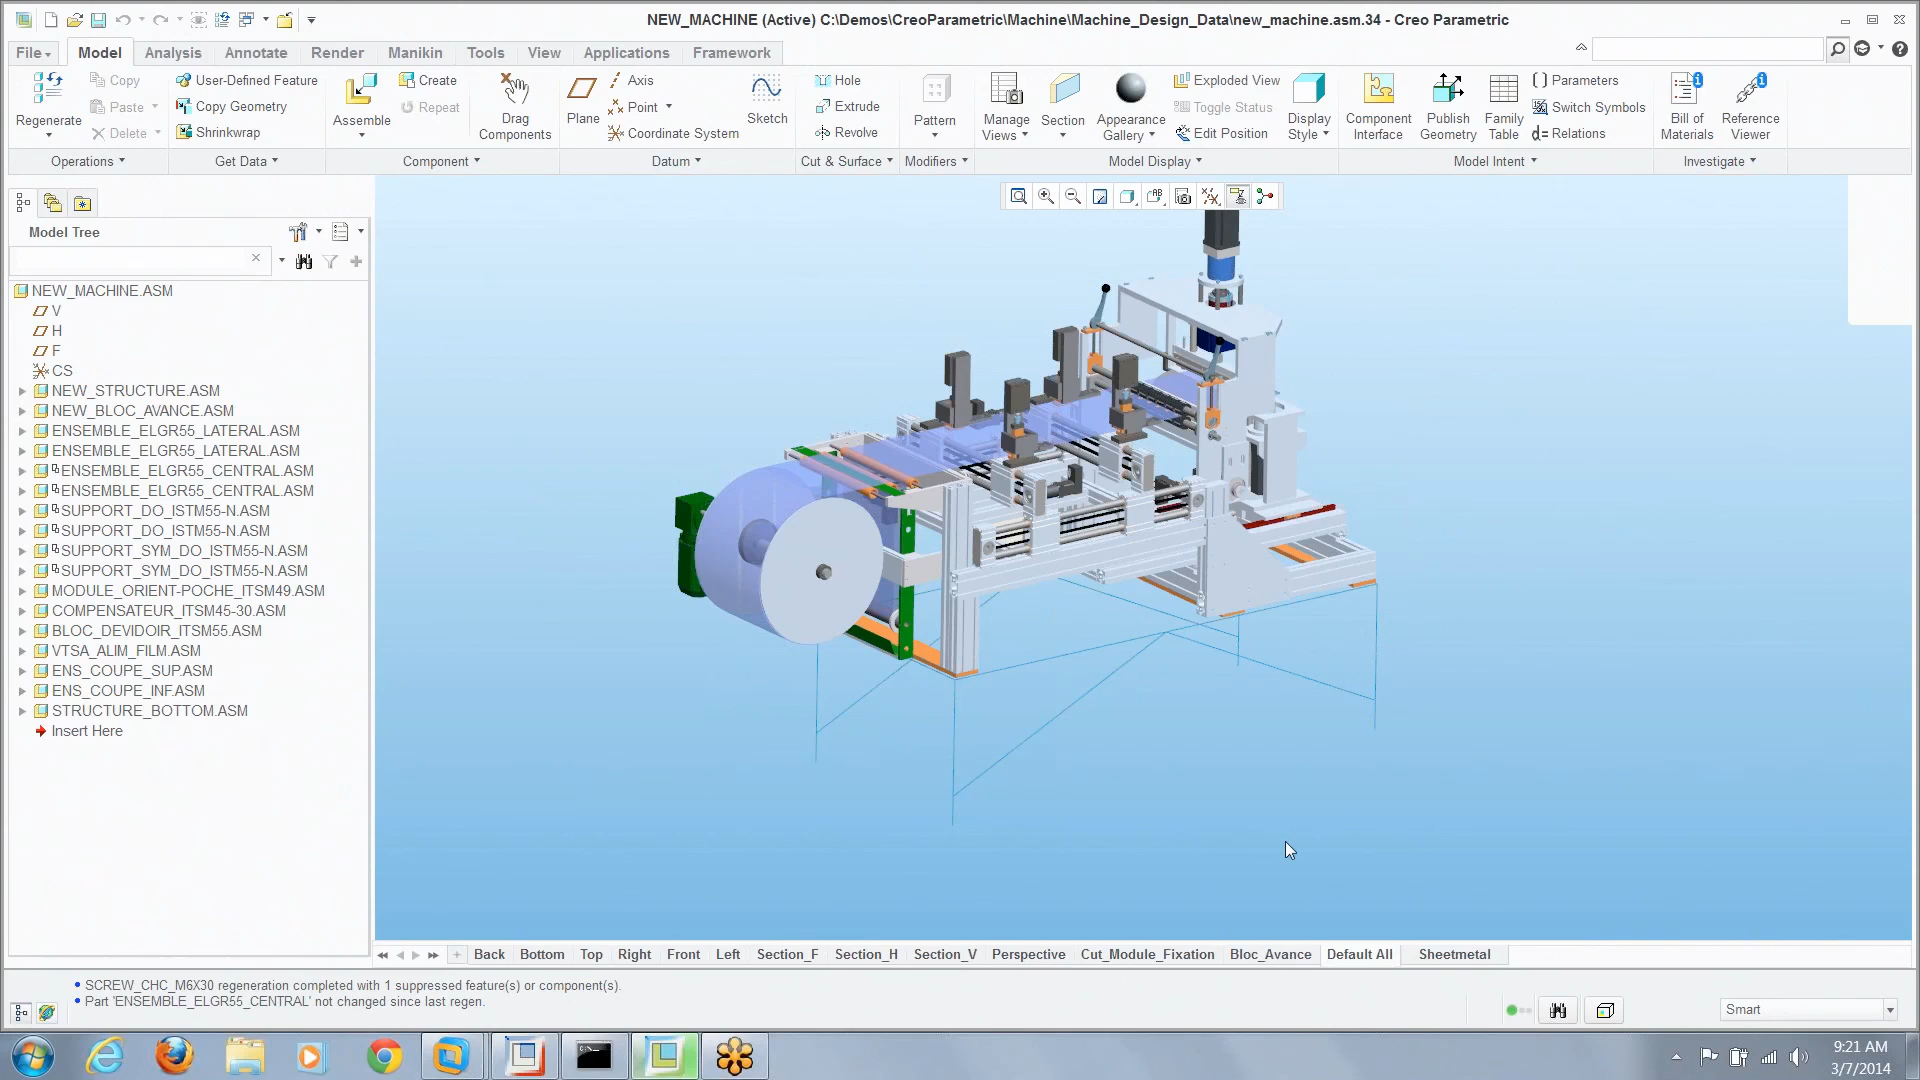 NEW_MACHINE (Active) C:\Demos\CreoParametric\Machine\Machine_Design_Data\new_machine.asm.34 - Creo Parametric
File Model Analysis Annotate Render Manikin Tools View Applications Framework
Regenerate
Copy
Paste
Delete
User-Defined Feature
Copy Geometry
Shrinkwrap
Assemble
Create
Repeat
Drag Components
Plane
Axis
Point
Coordinate System
Sketch
Hole
Extrude
Revolve
Pattern
Manage Views
Section
Appearance Gallery
Exploded View
Toggle Status
Edit Position
Display Style
Component Interface
Publish Geometry
Family Table
Parameters
Switch Symbols
Relations
Bill of Materials
Reference Viewer
Operations Get Data Component Datum Cut & Surface Modifiers Model Display Model Intent Investigate
Model Tree
NEW_MACHINE.ASM
V
H
F
CS
NEW_STRUCTURE.ASM
NEW_BLOC_AVANCE.ASM
ENSEMBLE_ELGR55_LATERAL.ASM
ENSEMBLE_ELGR55_LATERAL.ASM
ENSEMBLE_ELGR55_CENTRAL.ASM
ENSEMBLE_ELGR55_CENTRAL.ASM
SUPPORT_DO_ISTM55-N.ASM
SUPPORT_DO_ISTM55-N.ASM
SUPPORT_SYM_DO_ISTM55-N.ASM
SUPPORT_SYM_DO_ISTM55-N.ASM
MODULE_ORIENT-POCHE_ITSM49.ASM
COMPENSATEUR_ITSM45-30.ASM
BLOC_DEVIDOIR_ITSM55.ASM
VTSA_ALIM_FILM.ASM
ENS_COUPE_SUP.ASM
ENS_COUPE_INF.ASM
STRUCTURE_BOTTOM.ASM
Insert Here
Back Bottom Top Right Front Left Section_F Section_H Section_V Perspective Cut_Module_Fixation Bloc_Avance Default All Sheetmetal
SCREW_CHC_M6X30 regeneration completed with 1 suppressed feature(s) or component(s).
Part 'ENSEMBLE_ELGR55_CENTRAL' not changed since last regen.
Smart
9:21 AM
3/7/2014